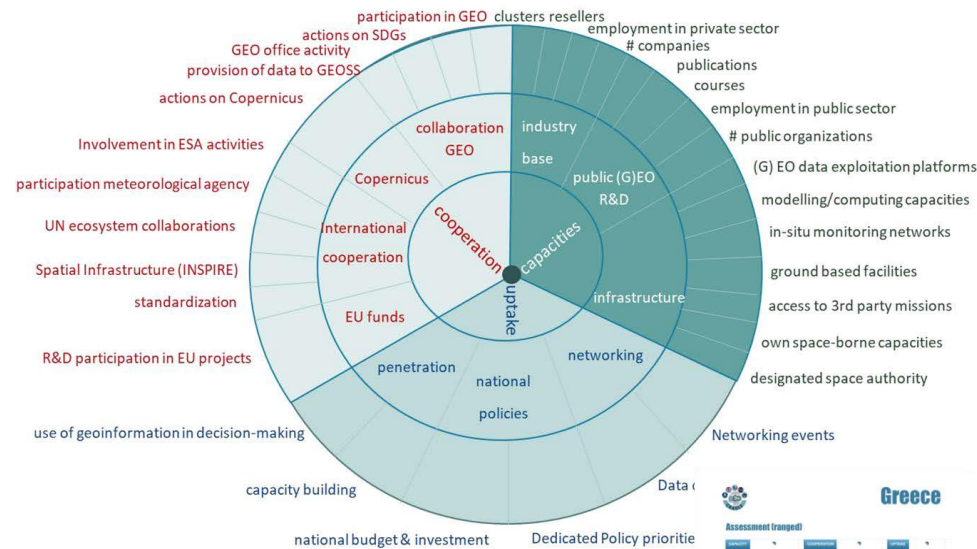 participation in GEO
clusters resellers
actions on SDGs
employment in private sector
GEO office activity
# companies
provision of data to GEOSS
publications
actions on Copernicus
courses
employment in public sector
Involvement in ESA activities
# public organizations
participation meteorological agency
(G) EO data exploitation platforms
UN ecosystem collaborations
modelling/computing capacities
in-situ monitoring networks
Spatial Infrastructure (INSPIRE)
ground based facilities
standardization
access to 3rd party missions
R&D participation in EU projects
own space-borne capacities
designated space authority
collaboration
GEO
industry
base
Copernicus
public (G)EO
R&D
International
cooperation
cooperation
capacities
uptake
infrastructure
EU funds
penetration
national
policies
networking
use of geoinformation in decision-making
Networking events
capacity building
Data
national budget & investment
Dedicated Policy prioritie
Greece
Assessment (ranged)
CAPACITY
COOPERATION
UPTAKE